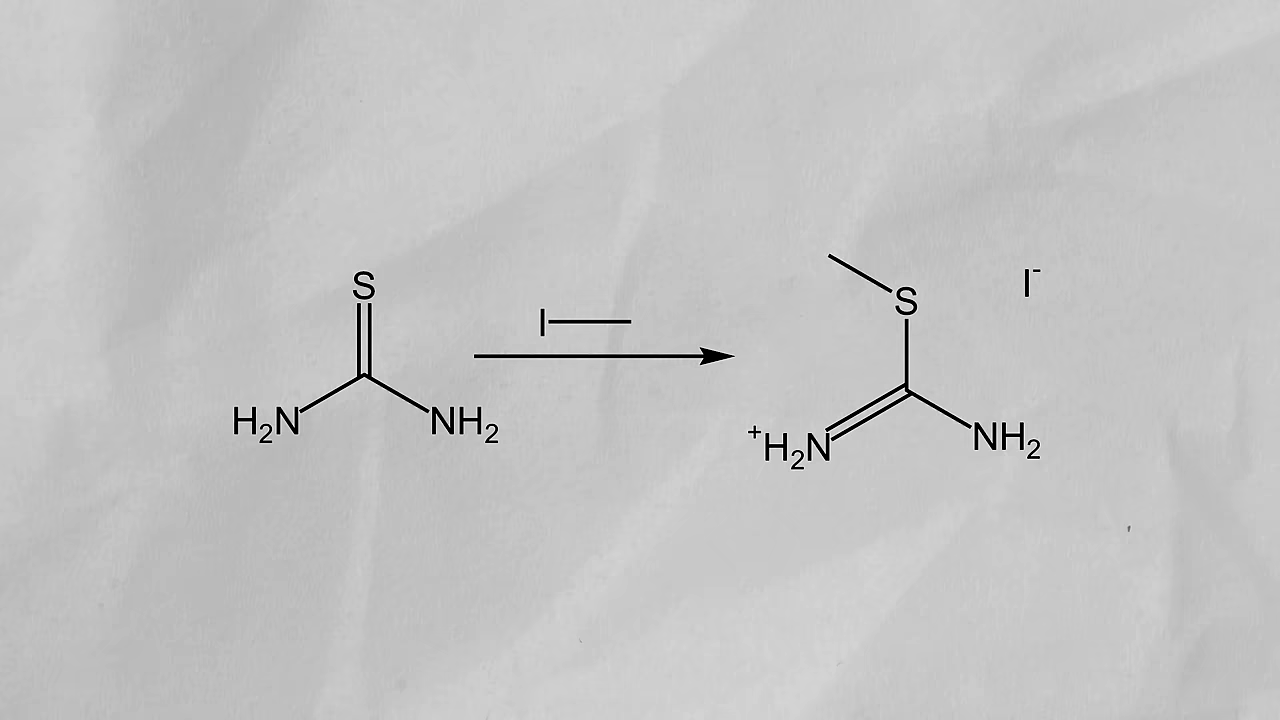 S
H₂N
NH₂
I
S
I⁻
⁺H₂N
NH₂